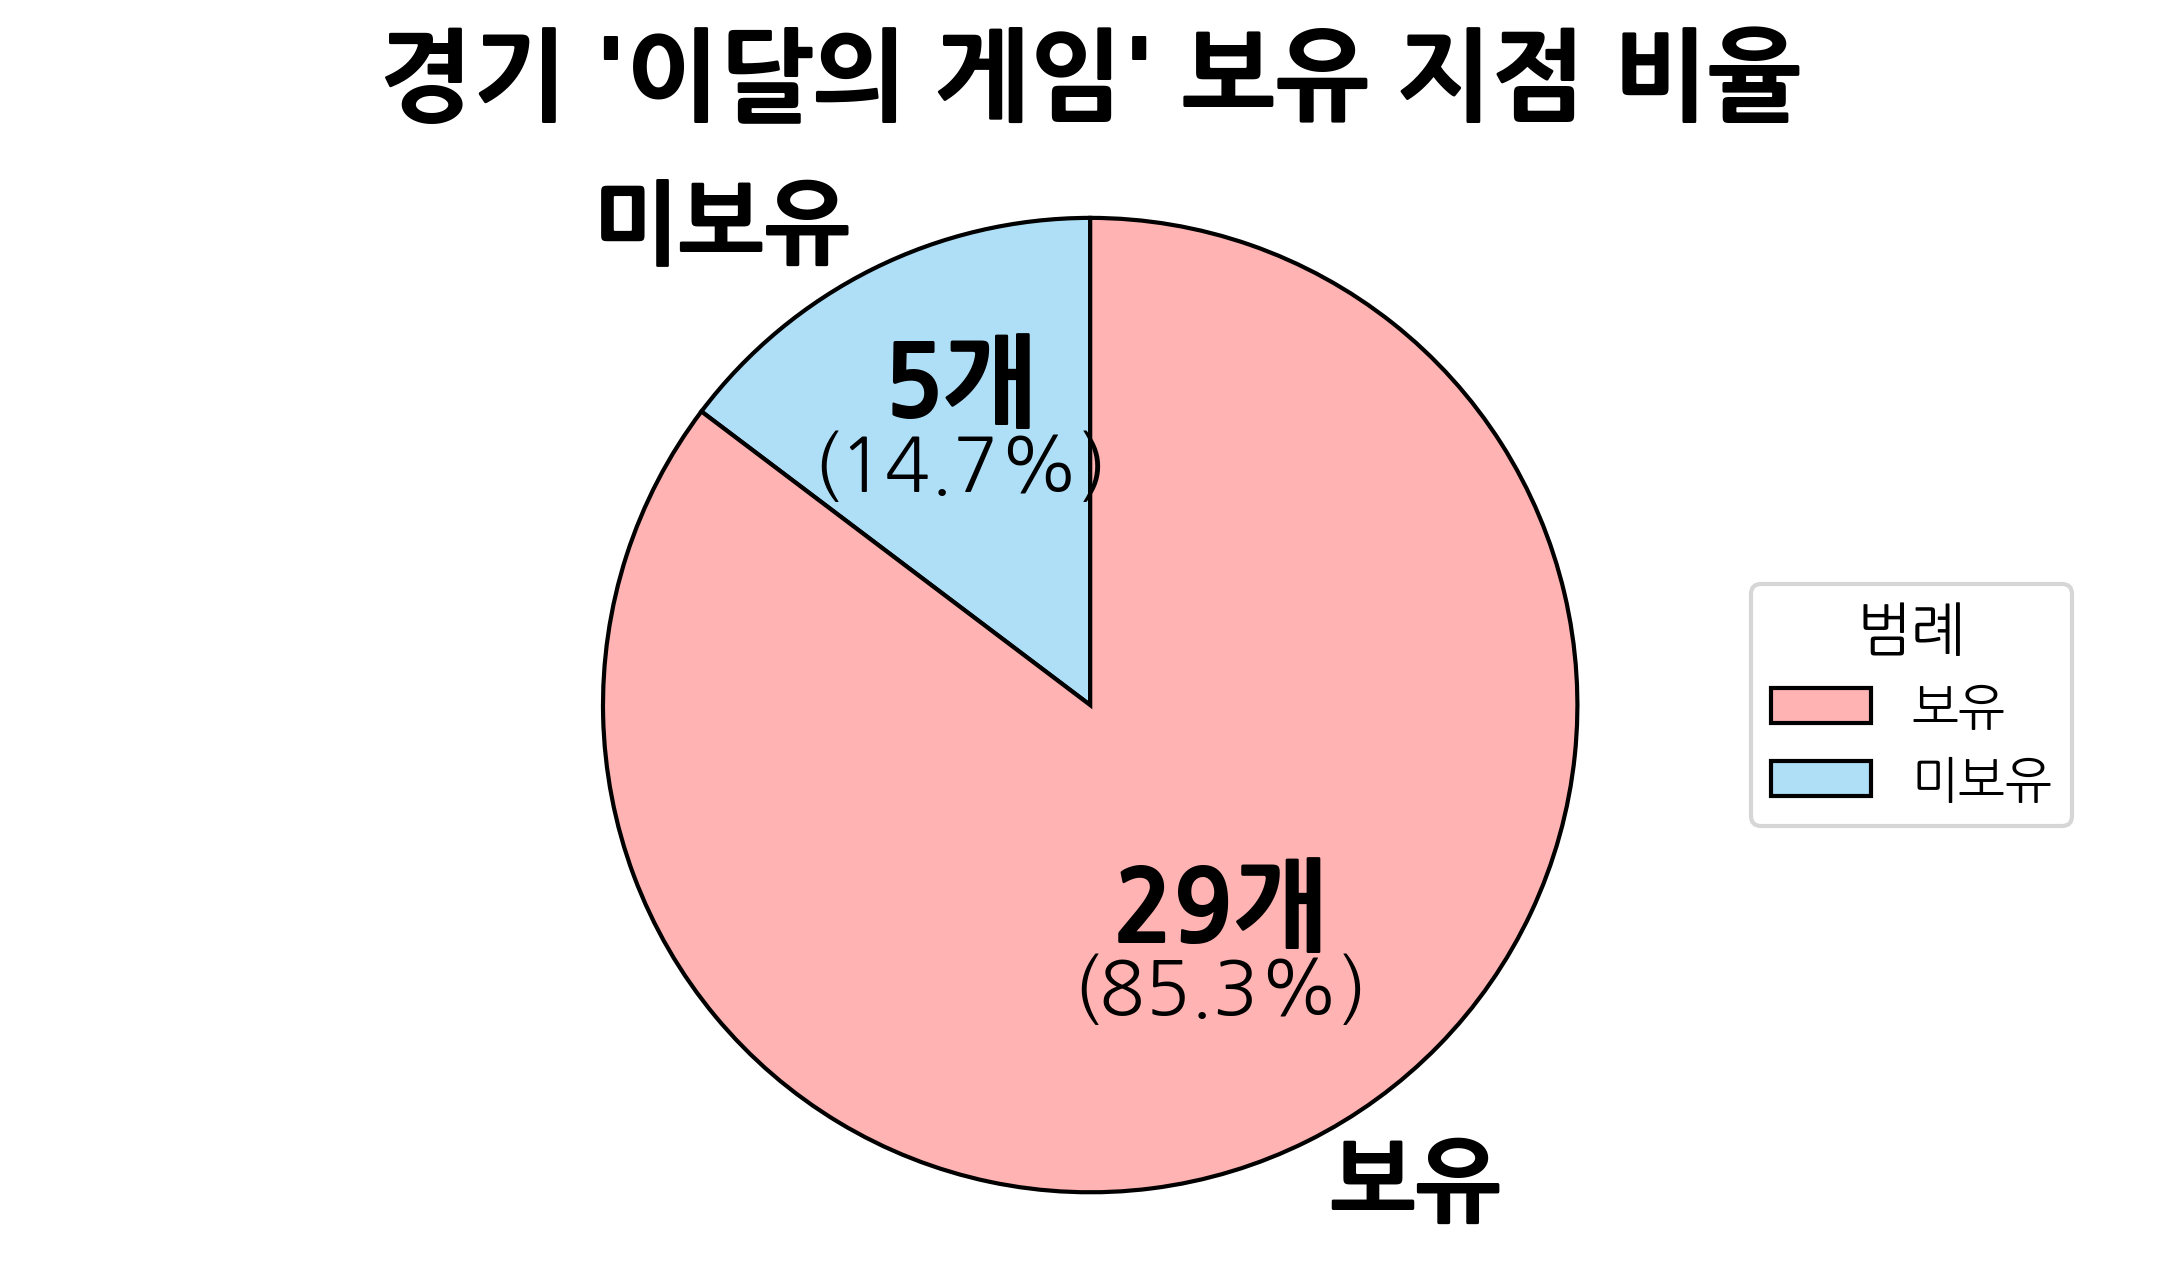 경기 '이달의 게임' 보유 지점 비율
미보유
5개
(14.7%)
29개
(85.3%)
보유
범례
보유
미보유